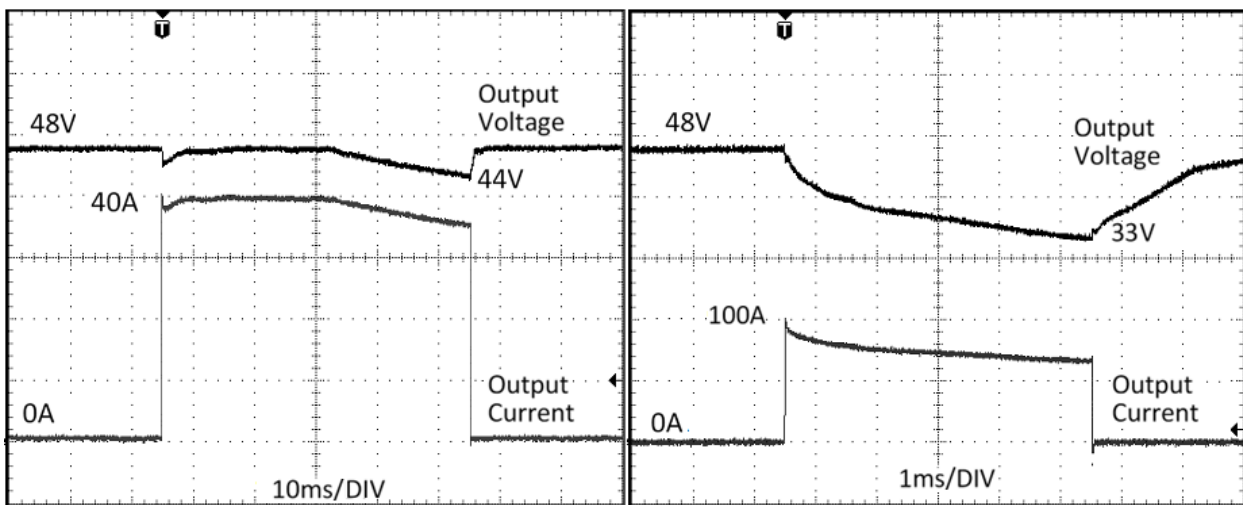 T
48V
Output
Voltage
44V
40A
0A
Output
Current
10ms/DIV
T
48V
Output
Voltage
33V
100A
0A
Output
Current
1ms/DIV